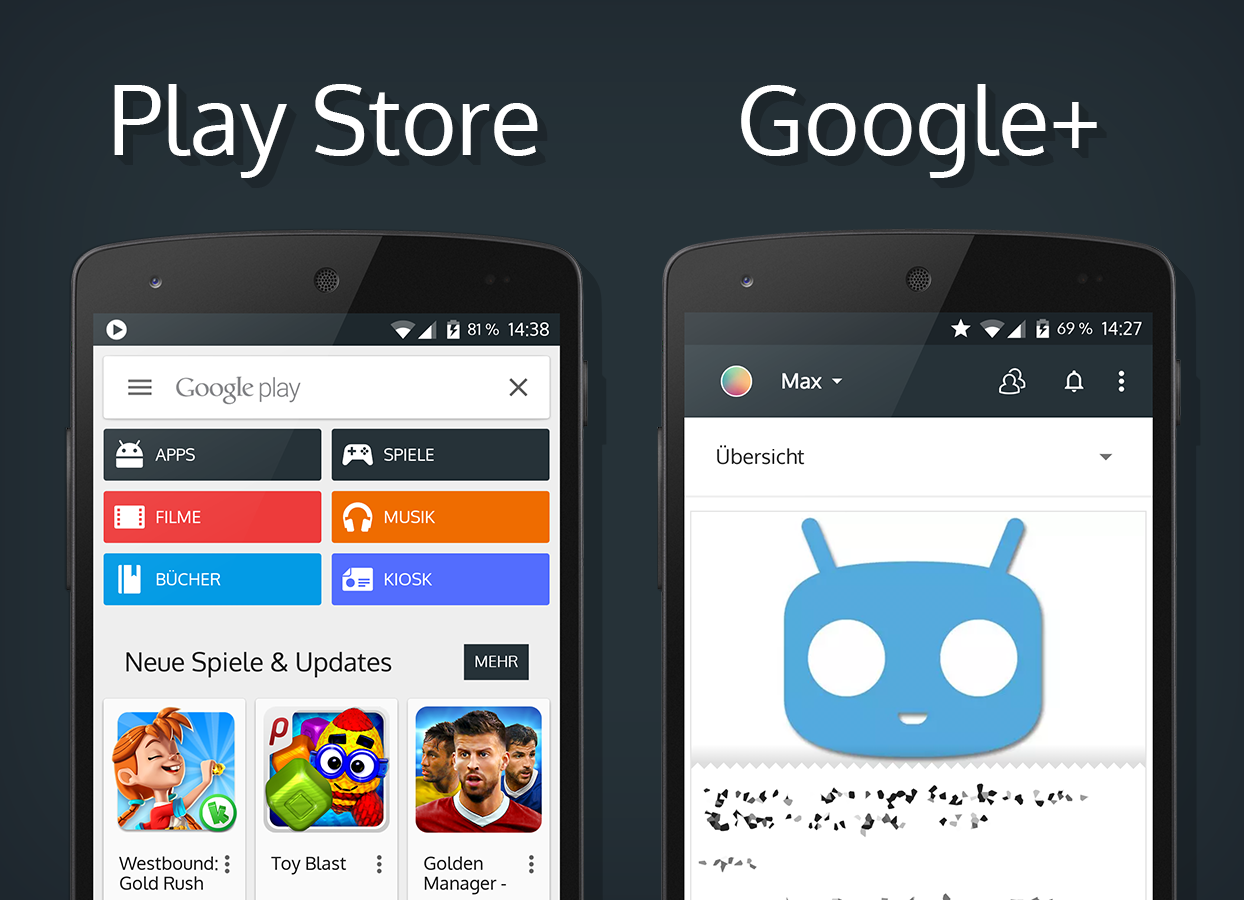 Play Store
Google+
81 % 14:38
Google play
APPS
SPIELE
FILME
MUSIK
BÜCHER
KIOSK
Neue Spiele & Updates
MEHR
Westbound:
Gold Rush
Toy Blast
Golden
Manager -
69 % 14:27
Max
Übersicht